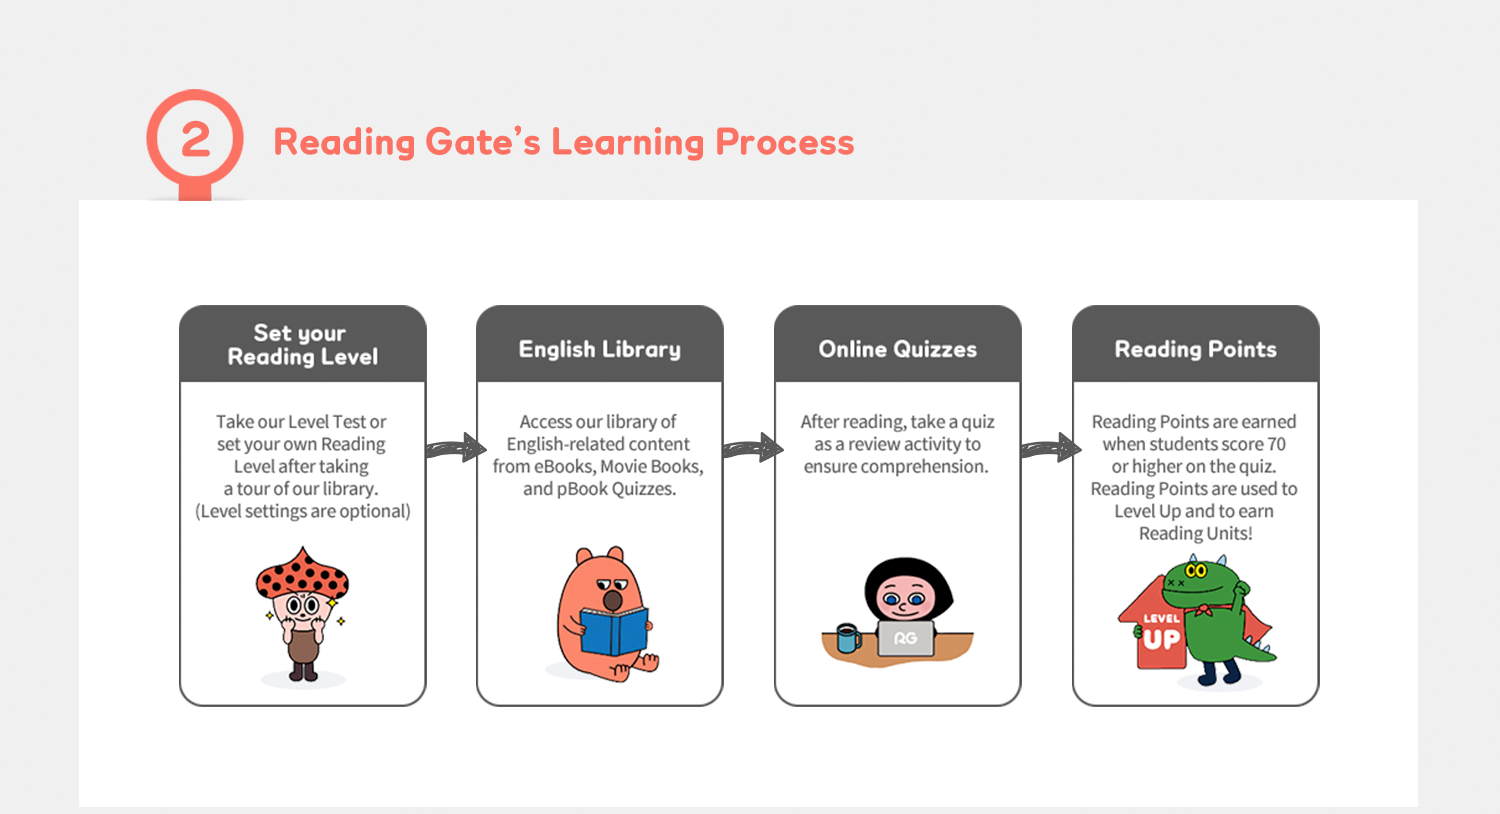 2
Reading Gate’s Learning Process
Set your
Reading Level
Take our Level Test or
set your own Reading
Level after taking
a tour of our library.
(Level settings are optional)
English Library
Access our library of
English-related content
from eBooks, Movie Books,
and pBook Quizzes.
Online Quizzes
After reading, take a quiz
as a review activity to
ensure comprehension.
RG
Reading Points
Reading Points are earned
when students score 70
or higher on the quiz.
Reading Points are used to
Level Up and to earn
Reading Units!
LEVEL
UP